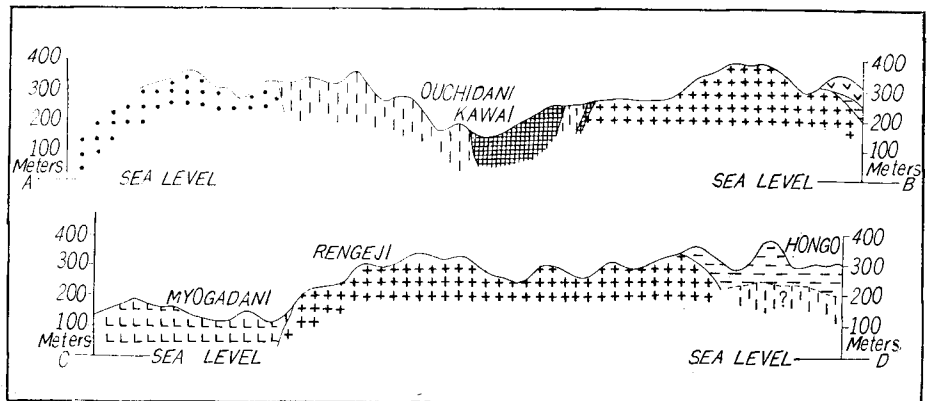 400
300
200
100
Meters
A
SEA LEVEL
OUCHIDANI
KAWAI
400
300
200
100
Meters
SEA LEVEL
B
400
300
200
100
Meters
C
SEA LEVEL
MYOGADANI
RENGEJI
HONGO
?
400
300
200
100
Meters
SEA LEVEL
D